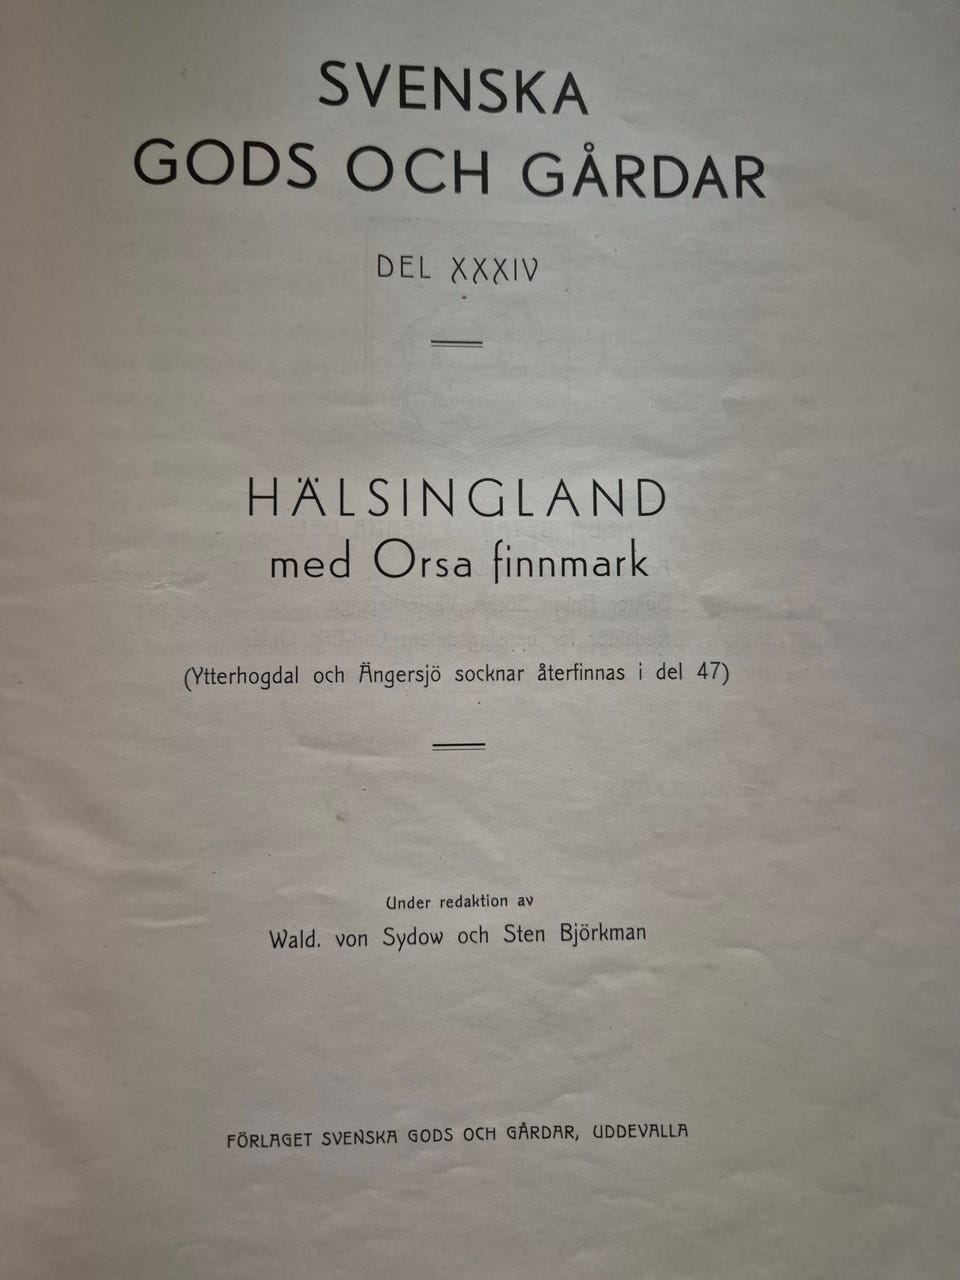 SVENSKA
GODS OCH GÅRDAR
DEL XXXIV
HÄLSINGLAND
med Orsa finnmark
(Ytterhogdal och Ängersjö socknar återfinnas i del 47)
Under redaktion av
Wald. von Sydow och Sten Björkman
FÖRLAGET SVENSKA GODS OCH GÅRDAR, UDDEVALLA